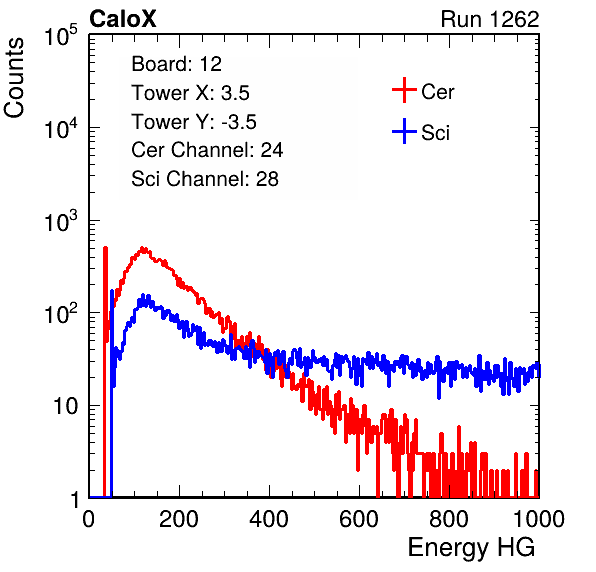 CaloX Run 1262
Counts
Board: 12
Tower X: 3.5
Tower Y: -3.5
Cer Channel: 24
Sci Channel: 28
Cer
Sci
10^5
10^4
10^3
10^2
10
1
0 200 400 600 800 1000
Energy HG